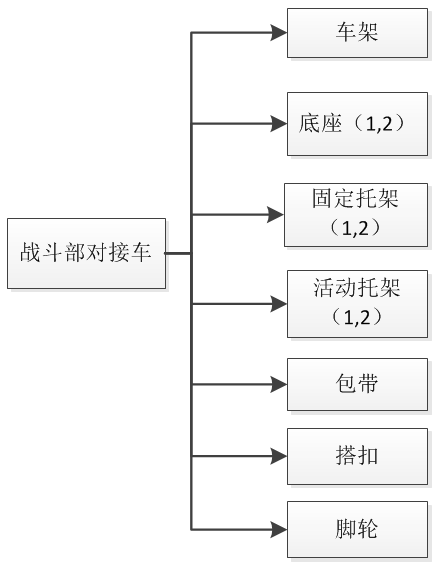 车架
底座（1,2）
固定托架
（1,2）
战斗部对接车
活动托架
（1,2）
包带
搭扣
脚轮